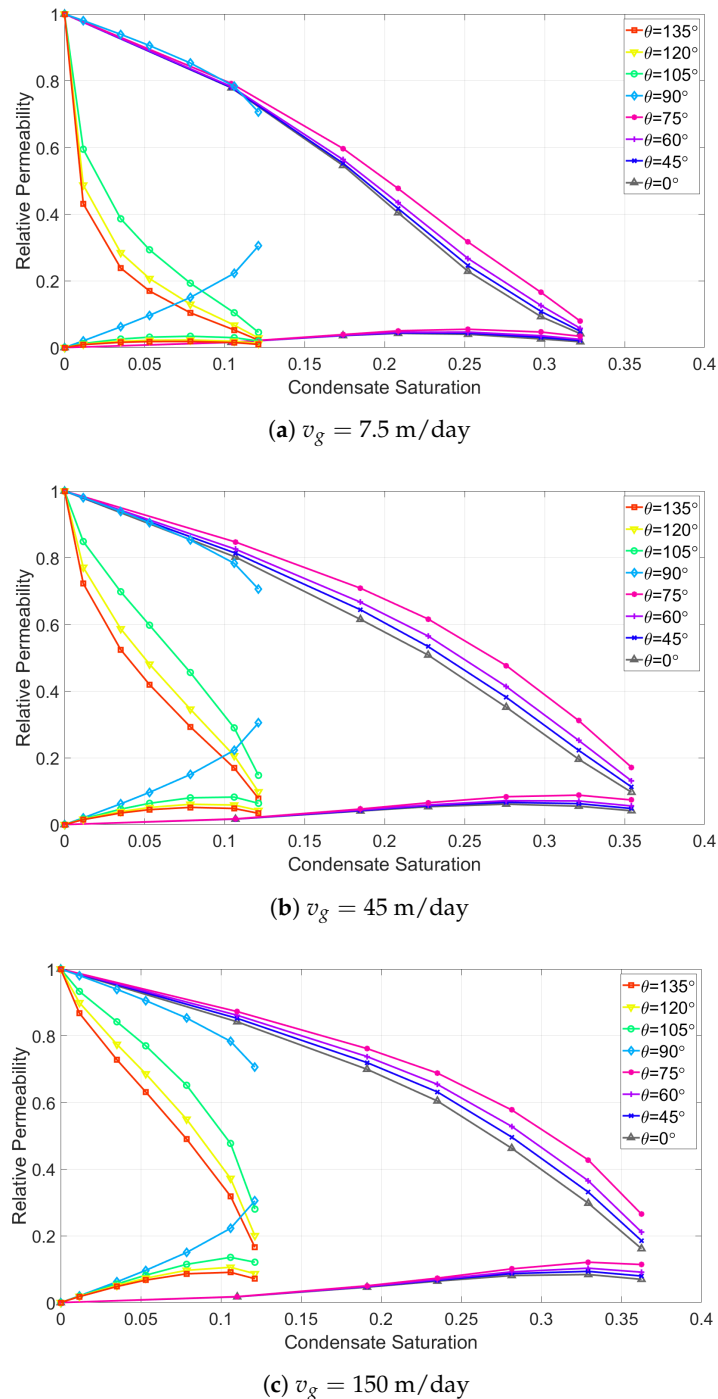 1
0.8
0.6
0.4
0.2
0
Relative Permeability
0 0.05 0.1 0.15 0.2 0.25 0.3 0.35 0.4
Condensate Saturation
θ=135°
θ=120°
θ=105°
θ=90°
θ=75°
θ=60°
θ=45°
θ=0°
(a) v_g = 7.5 m/day
1
0.8
0.6
0.4
0.2
0
Relative Permeability
0 0.05 0.1 0.15 0.2 0.25 0.3 0.35 0.4
Condensate Saturation
θ=135°
θ=120°
θ=105°
θ=90°
θ=75°
θ=60°
θ=45°
θ=0°
(b) v_g = 45 m/day
1
0.8
0.6
0.4
0.2
0
Relative Permeability
0 0.05 0.1 0.15 0.2 0.25 0.3 0.35 0.4
Condensate Saturation
θ=135°
θ=120°
θ=105°
θ=90°
θ=75°
θ=60°
θ=45°
θ=0°
(c) v_g = 150 m/day